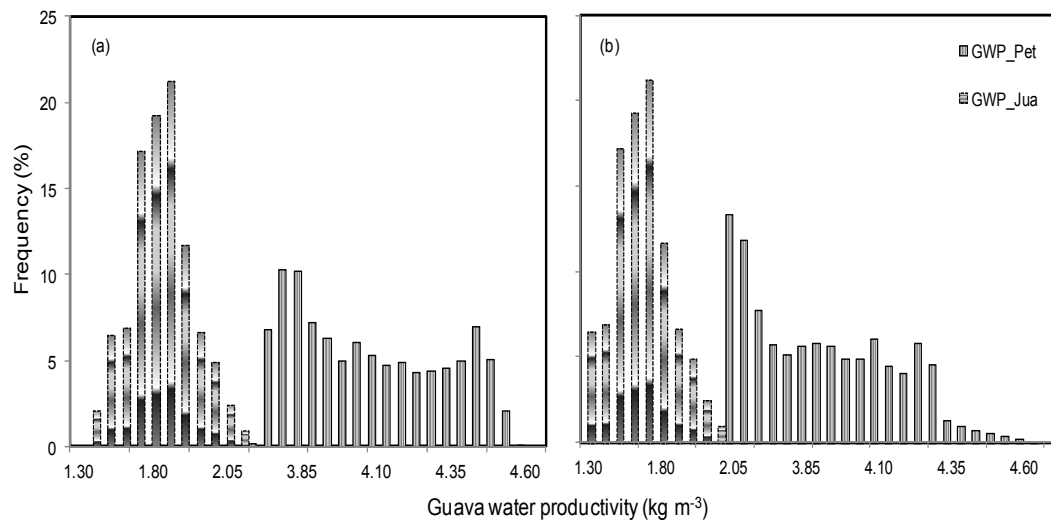 25
20
15
10
5
0
Frequency (%)
(a)
1.30 1.80 2.05 3.85 4.10 4.35 4.60
(b)
GWP_Pet
GWP_Jua
1.30 1.80 2.05 3.85 4.10 4.35 4.60
Guava water productivity (kg m⁻³)